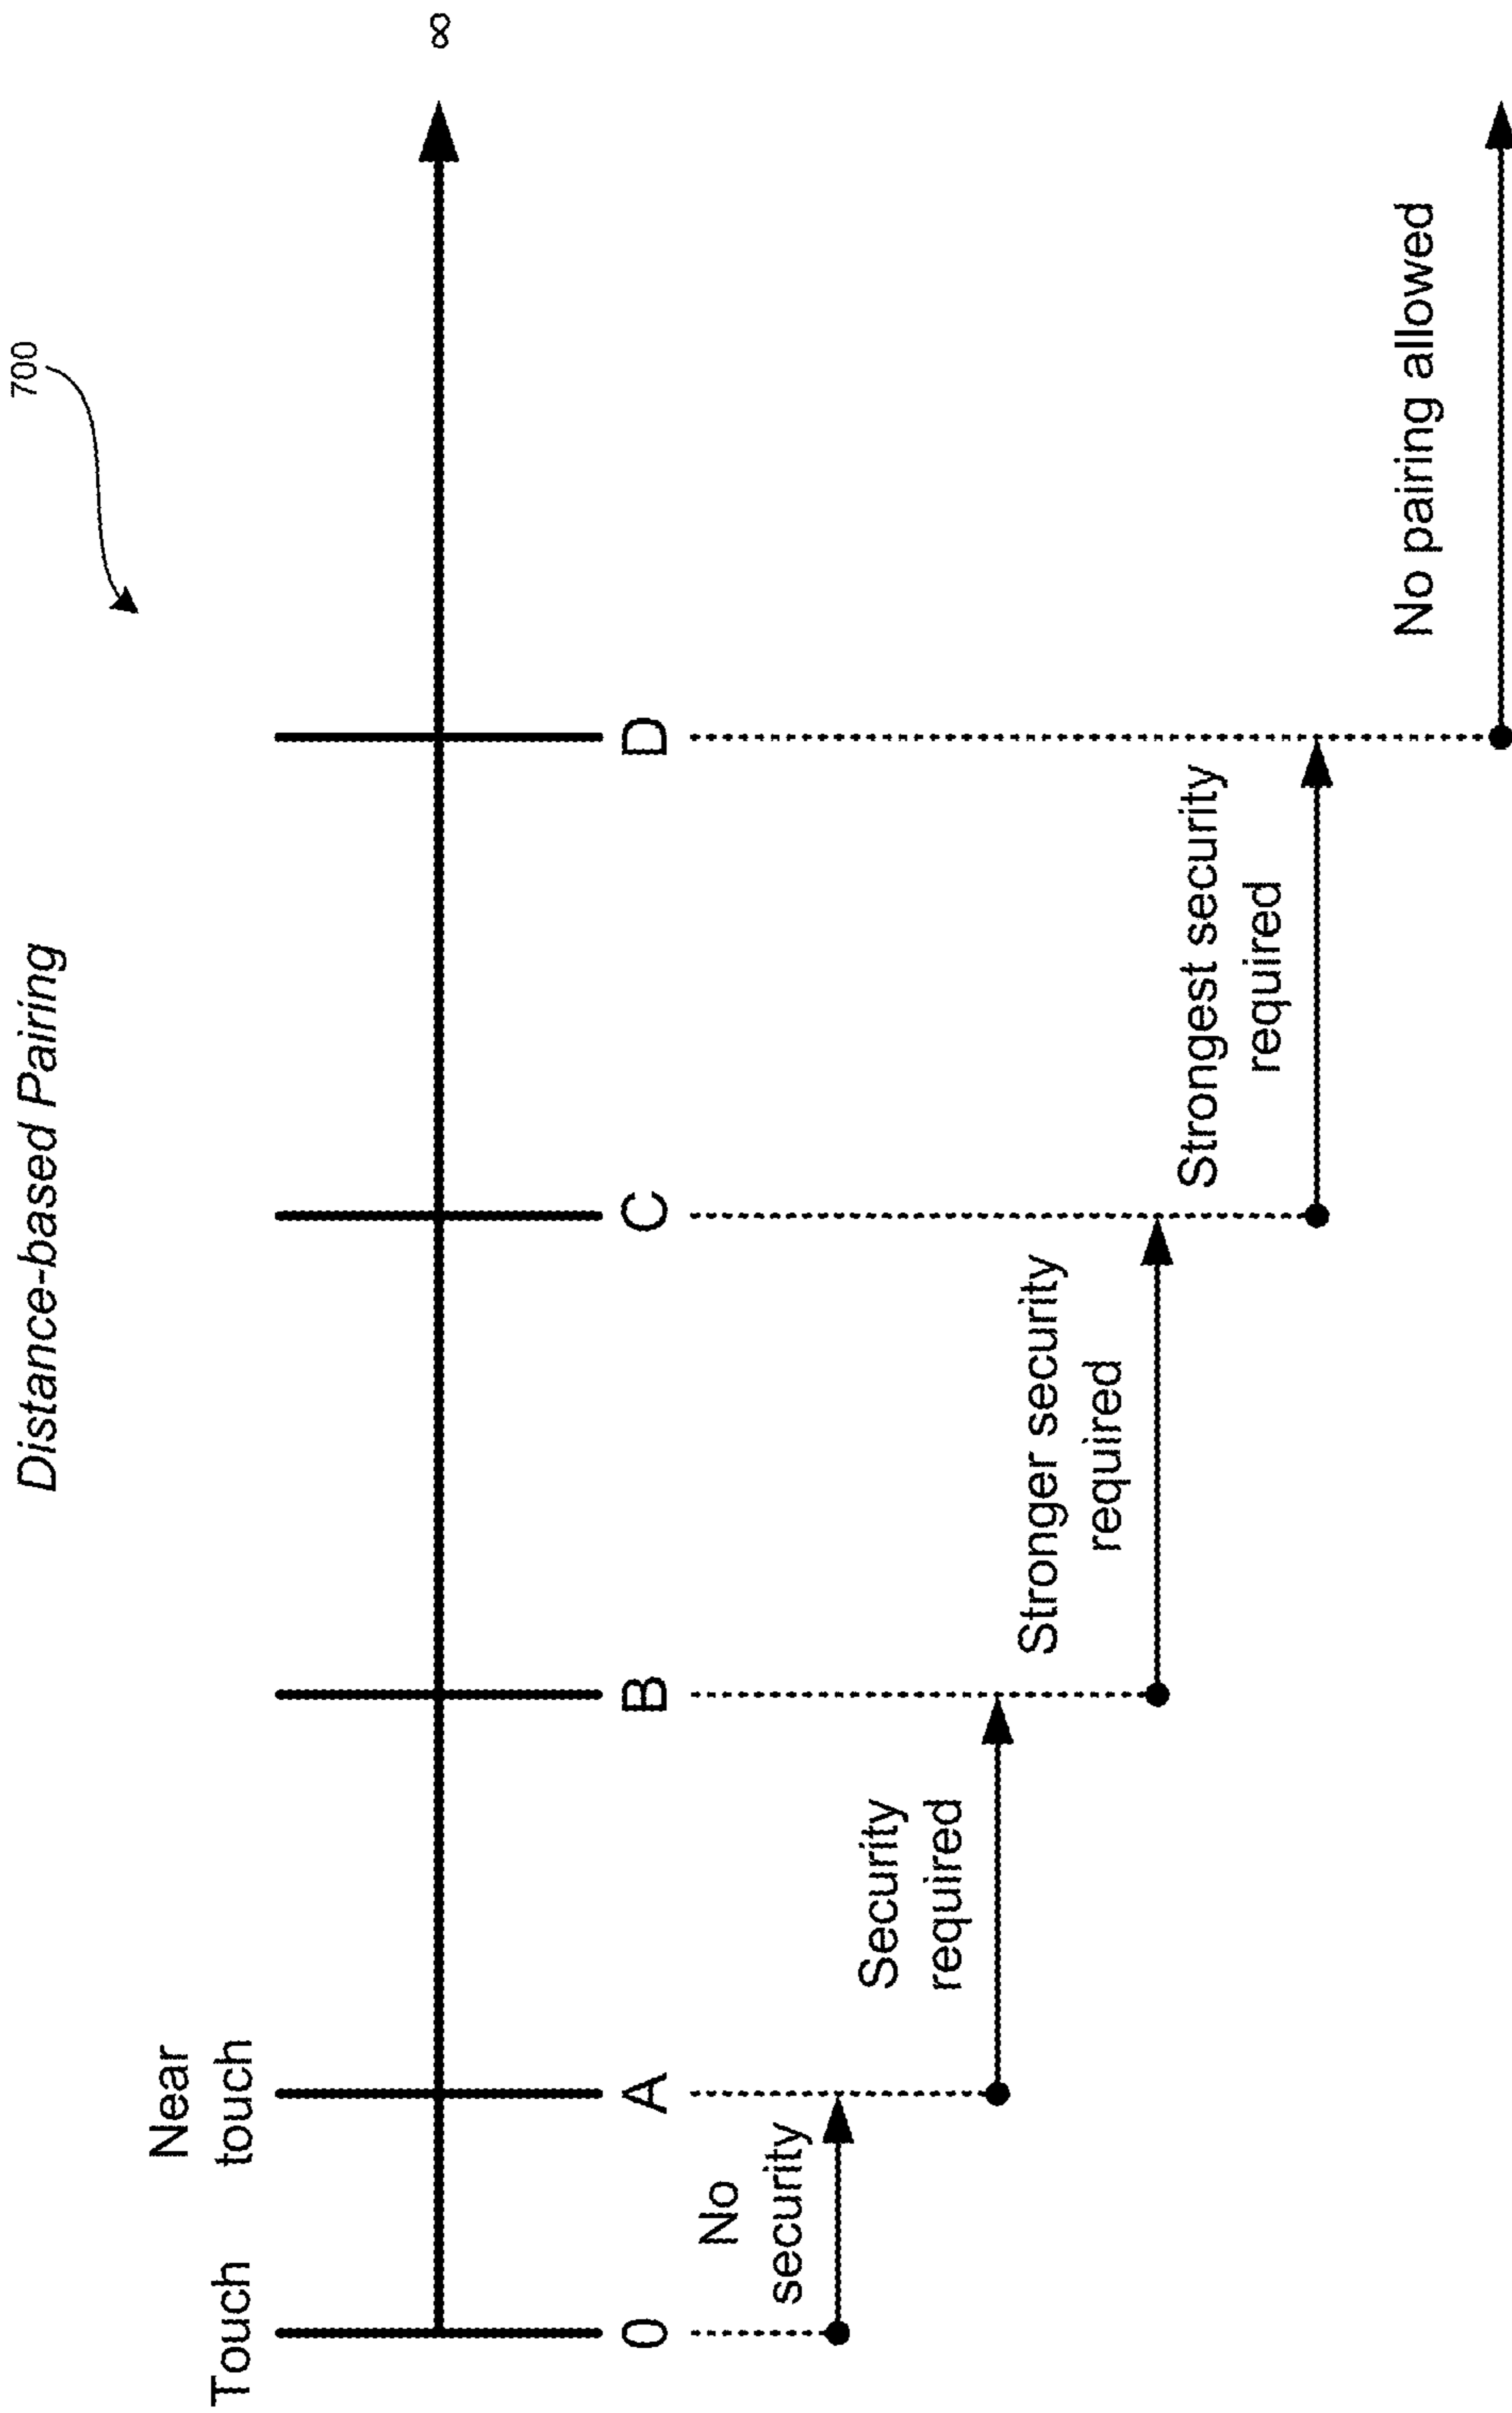 Distance-based Pairing
700
Touch
Near
touch
∞
0
A
B
C
D
No
security
Security
required
Stronger security
required
Strongest security
required
No pairing allowed